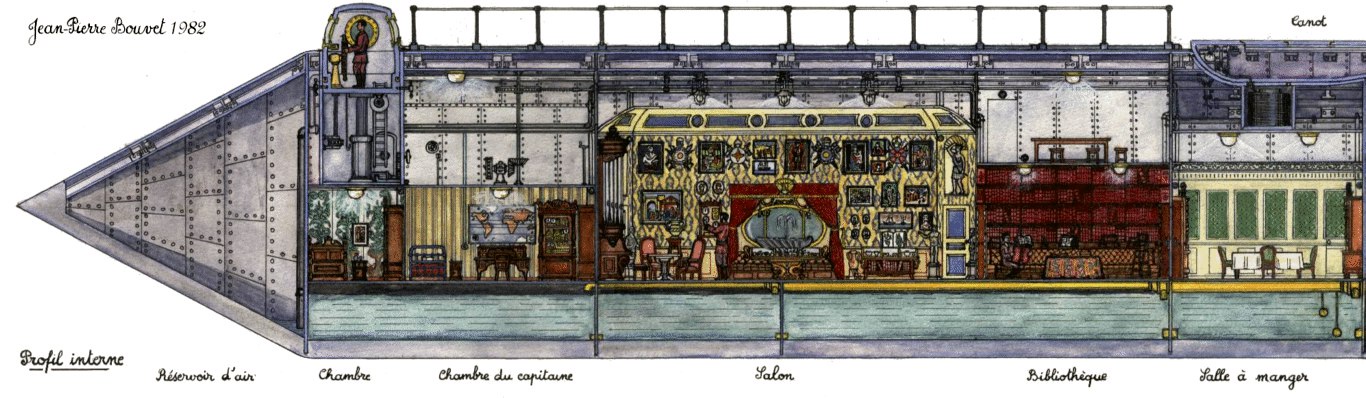 Jean-Pierre Bouvet 1982
Canot
Profil interne
Réservoir d'air
Chambre
Chambre du capitaine
Salon
Bibliothèque
Salle à manger